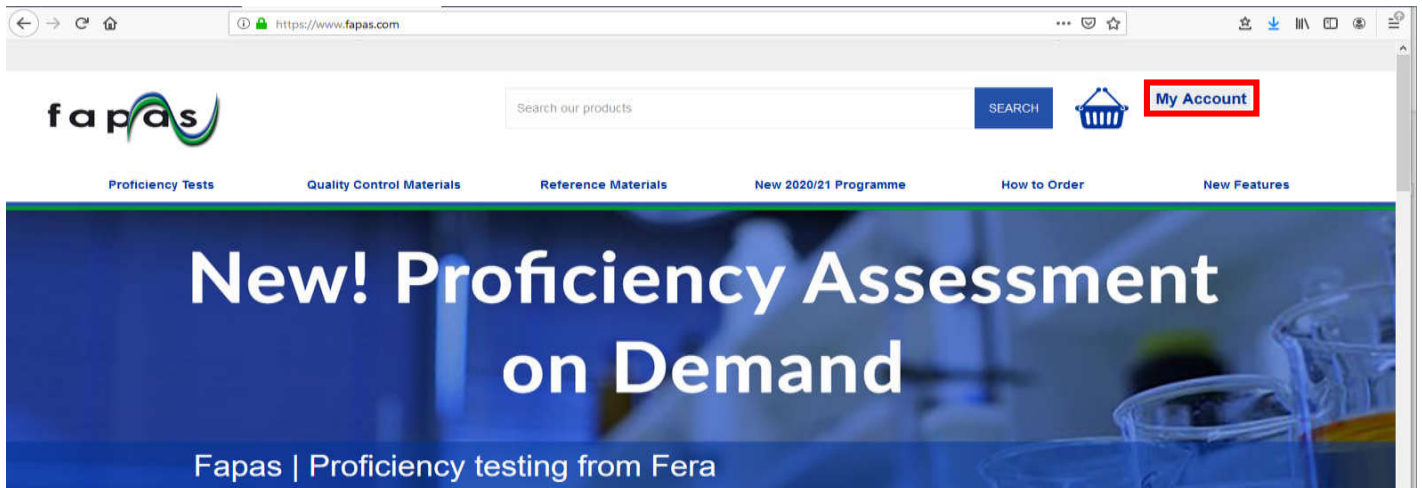 https://www.fapas.com
fapas
Search our products
SEARCH
My Account
Proficiency Tests
Quality Control Materials
Reference Materials
New 2020/21 Programme
How to Order
New Features
New! Proficiency Assessment
on Demand
Fapas | Proficiency testing from Fera